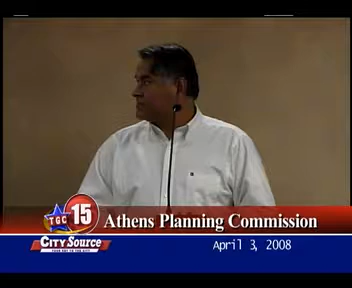 TGC
15
Athens Planning Commission
CITY SOURCE
April 3, 2008